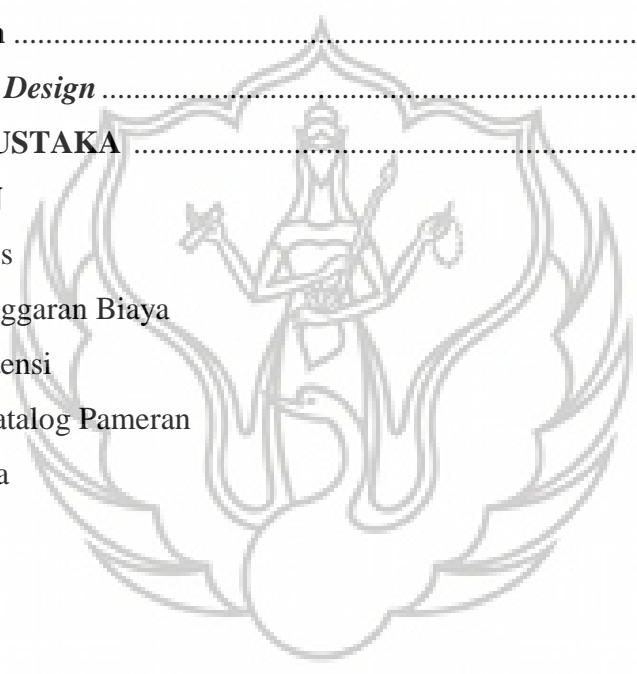 n ........................................................................
Design ...............................................................
USTAKA ..........................................................
N
s
ggaran Biaya
ensi
atalog Pameran
a